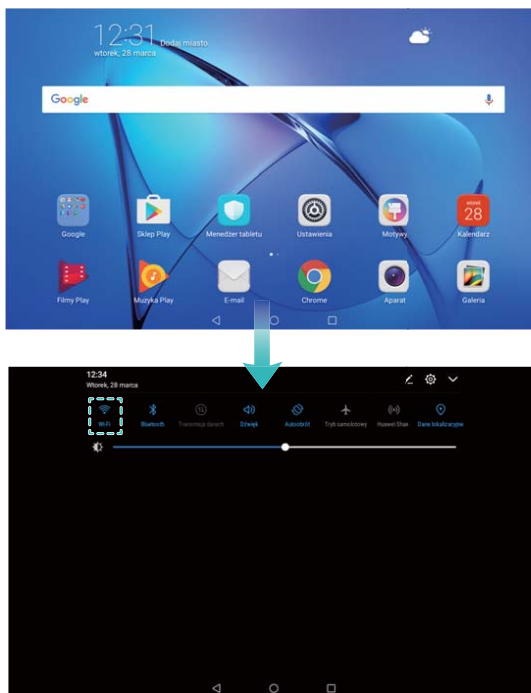 12:31 Dodaj miasto
wtorek, 28 marca
Google
wtorek
28
Google Sklep Play Menedżer tabletu Ustawienia Motywy Kalendarz
Filmy Play Muzyka Play E-mail Chrome Aparat Galeria
12:34
Wtorek, 28 marca
Wi-Fi Bluetooth Transmisja danych Dźwięk Autoobrót Tryb samolotowy Huawei Share Dane lokalizacyjne